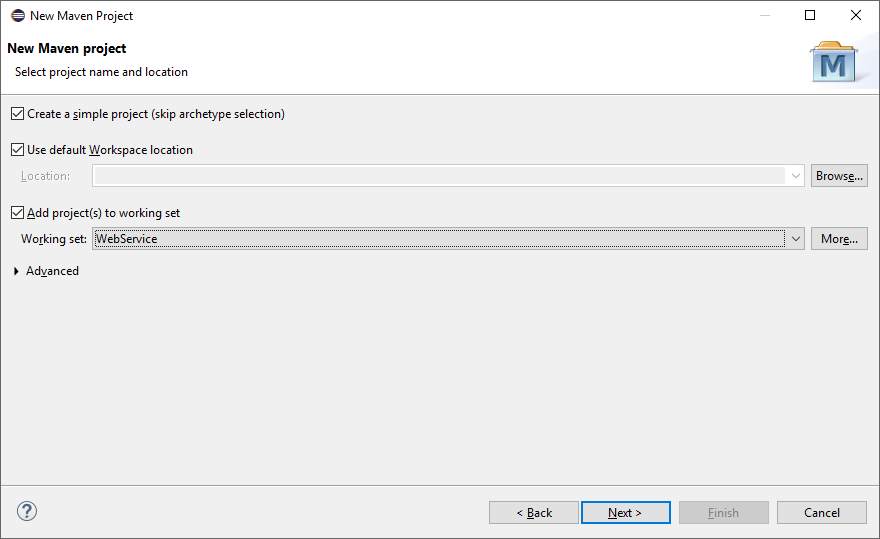 New Maven Project
New Maven project
Select project name and location
M
Create a simple project (skip archetype selection)
Use default Workspace location
Location:
Browse...
Add project(s) to working set
Working set: WebService More...
Advanced
? < Back Next > Finish Cancel